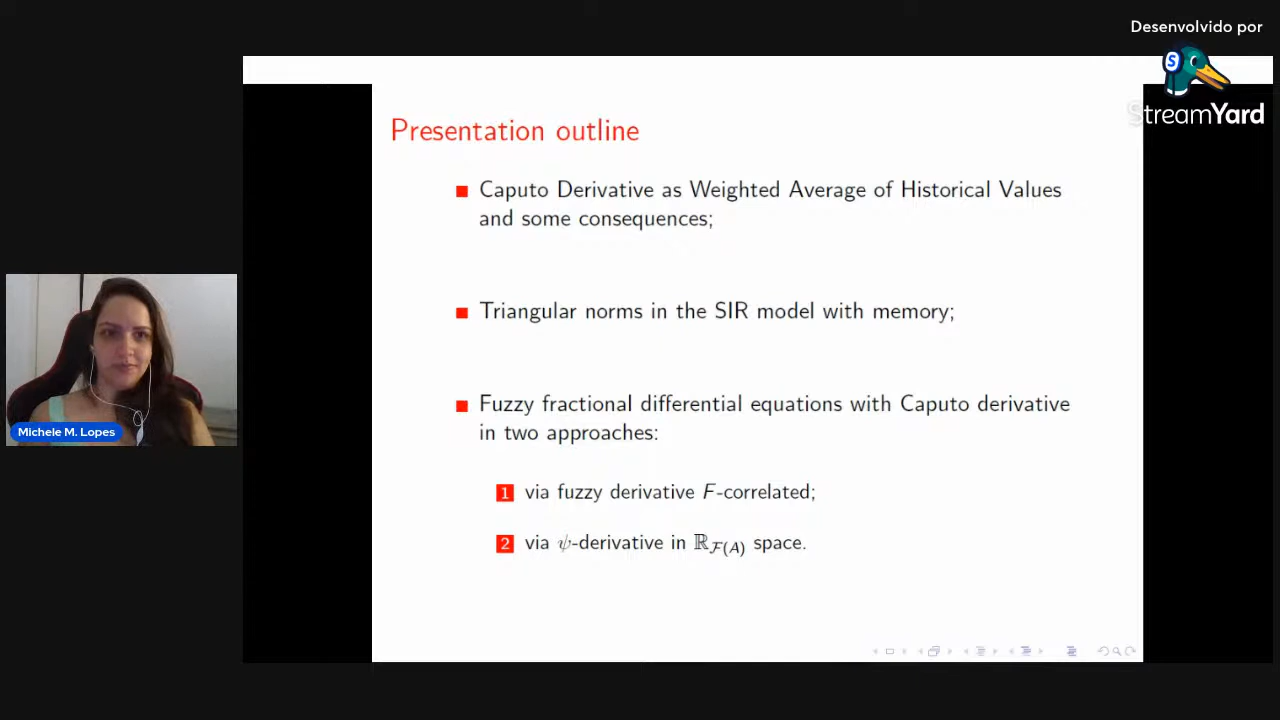 Desenvolvido por
StreamYard
Presentation outline
Caputo Derivative as Weighted Average of Historical Values
and some consequences;
Triangular norms in the SIR model with memory;
Fuzzy fractional differential equations with Caputo derivative
in two approaches:
1 via fuzzy derivative F-correlated;
2 via ψ-derivative in ℝ_F(A) space.
Michele M. Lopes